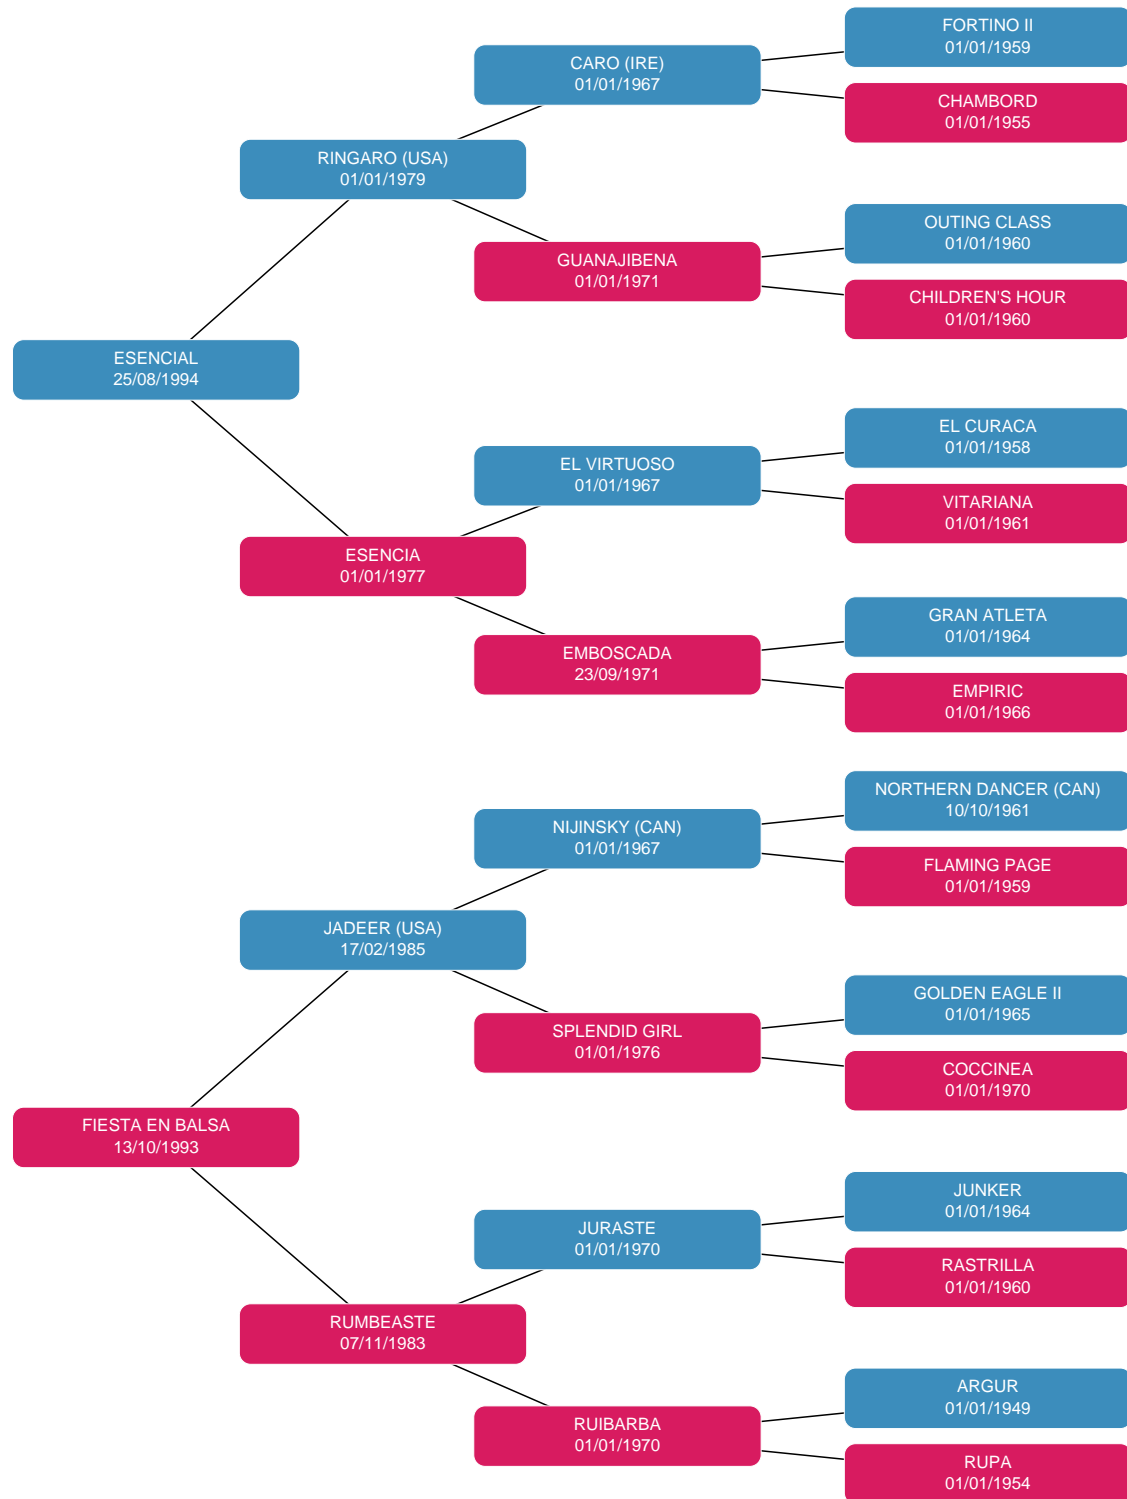 FORTINO II
01/01/1959
CARO (IRE)
01/01/1967
CHAMBORD
01/01/1955
RINGARO (USA)
01/01/1979
OUTING CLASS
01/01/1960
GUANAJIBENA
01/01/1971
CHILDREN'S HOUR
01/01/1960
ESENCIAL
25/08/1994
EL CURACA
01/01/1958
EL VIRTUOSO
01/01/1967
VITARIANA
01/01/1961
ESENCIA
01/01/1977
GRAN ATLETA
01/01/1964
EMBOSCADA
23/09/1971
EMPIRIC
01/01/1966
NORTHERN DANCER (CAN)
10/10/1961
NIJINSKY (CAN)
01/01/1967
FLAMING PAGE
01/01/1959
JADEER (USA)
17/02/1985
GOLDEN EAGLE II
01/01/1965
SPLENDID GIRL
01/01/1976
COCCINEA
01/01/1970
FIESTA EN BALSA
13/10/1993
JUNKER
01/01/1964
JURASTE
01/01/1970
RASTRILLA
01/01/1960
RUMBEASTE
07/11/1983
ARGUR
01/01/1949
RUIBARBA
01/01/1970
RUPA
01/01/1954